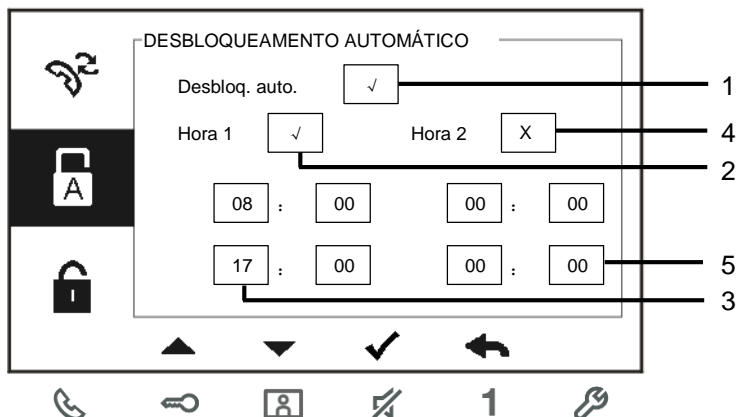 DESBLOQUEAMENTO AUTOMÁTICO
Desbloq. auto. √ 1
Hora 1 √ Hora 2 X 4
2
A
08 : 00 00 : 00
17 : 00 00 : 00 5
3
I
1